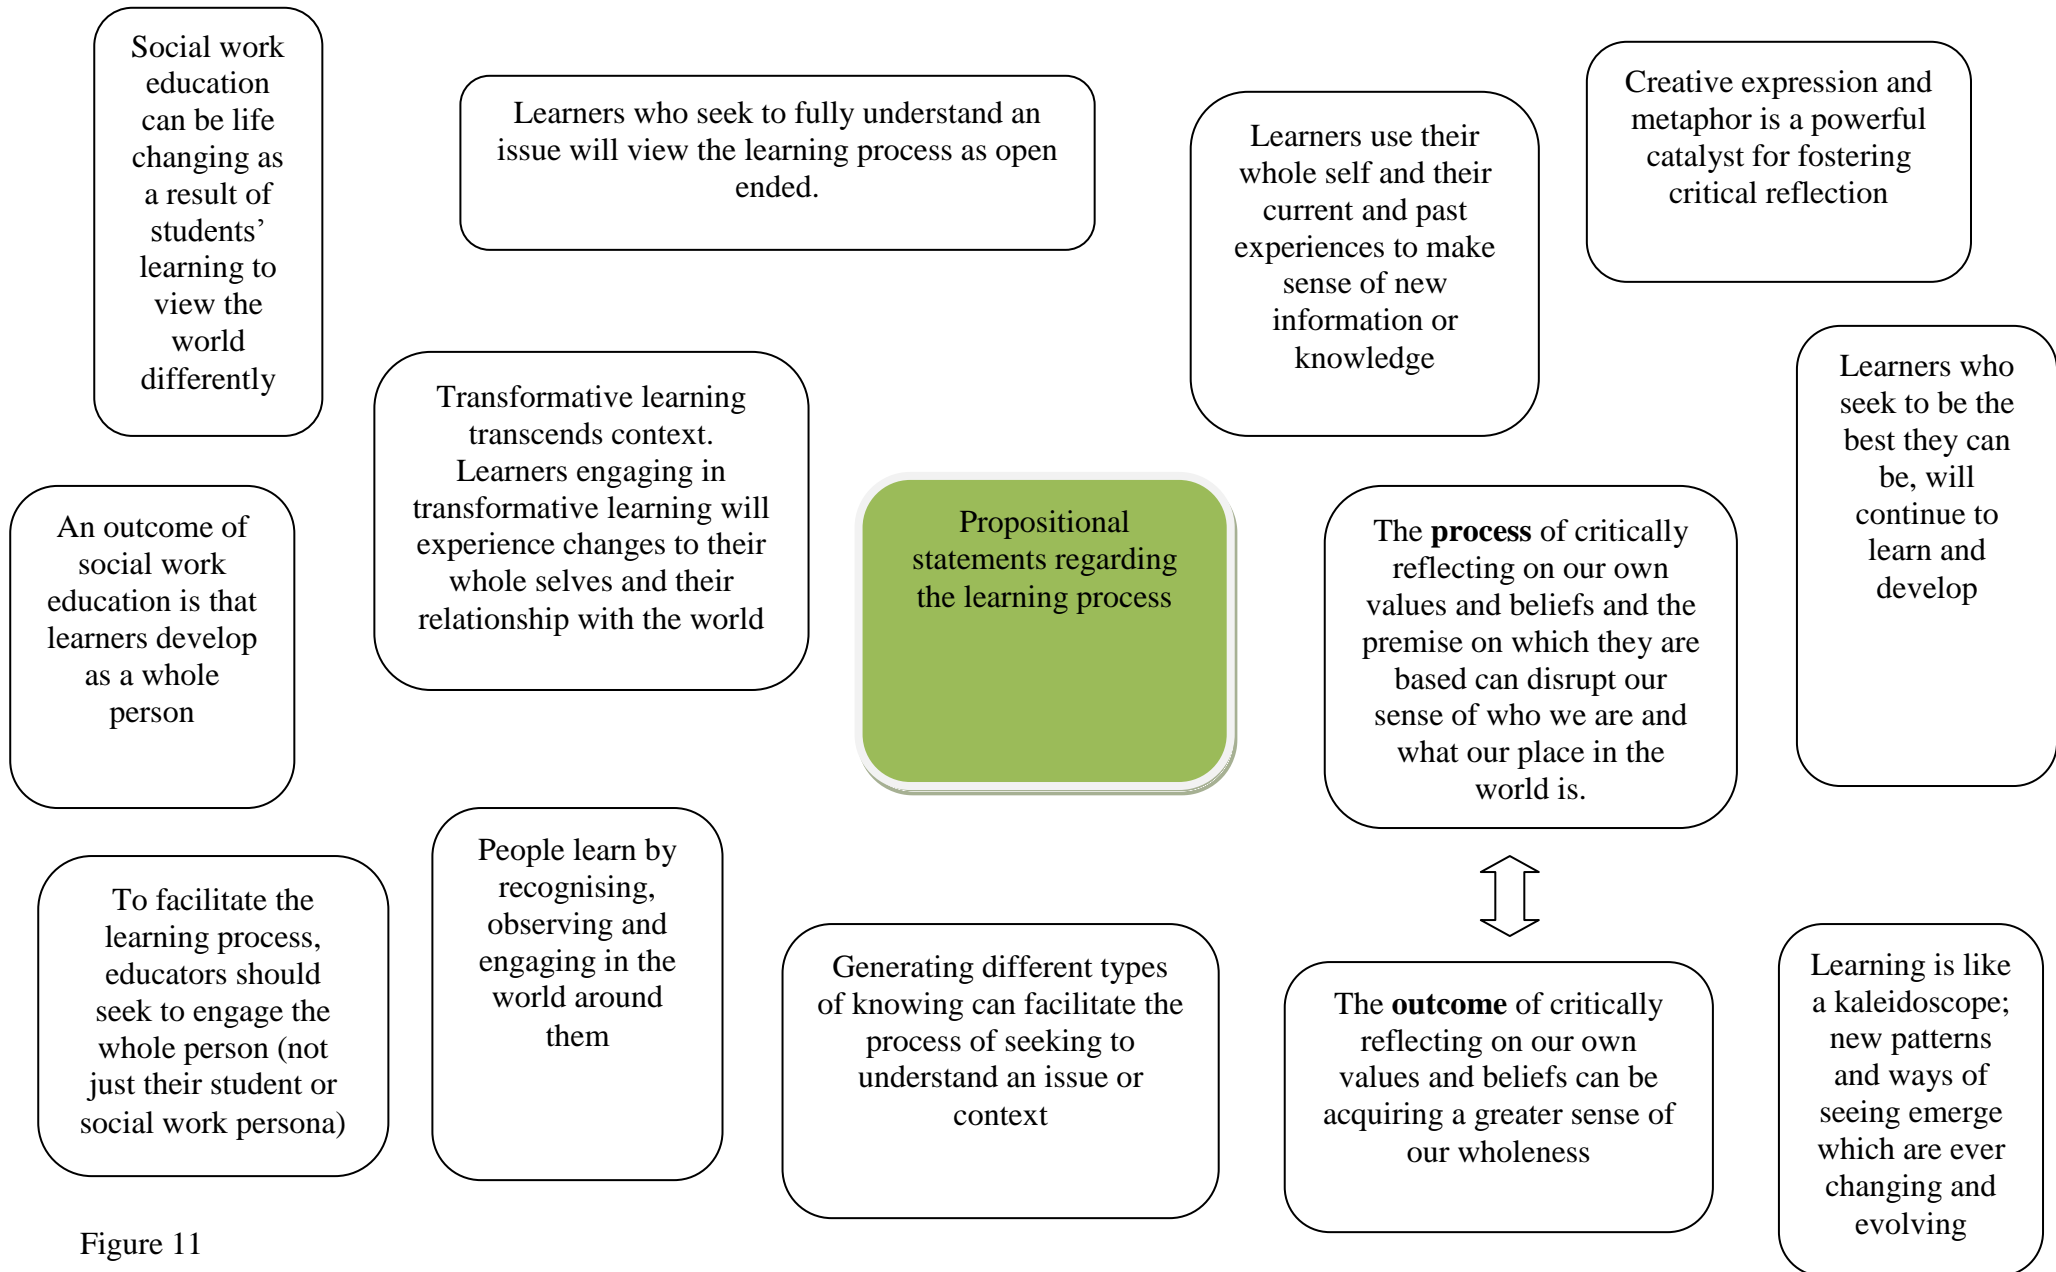 Social work
education
can be life
changing as
a result of
students’
learning to
view the
world
differently
Learners who seek to fully understand an
issue will view the learning process as open
ended.
Learners use their
whole self and their
current and past
experiences to make
sense of new
information or
knowledge
Creative expression and
metaphor is a powerful
catalyst for fostering
critical reflection
Transformative learning
transcends context.
Learners engaging in
transformative learning will
experience changes to their
whole selves and their
relationship with the world
Learners who
seek to be the
best they can
be, will
continue to
learn and
develop
An outcome of
social work
education is that
learners develop
as a whole
person
Propositional
statements regarding
the learning process
The process of critically
reflecting on our own
values and beliefs and the
premise on which they are
based can disrupt our
sense of who we are and
what our place in the
world is.
To facilitate the
learning process,
educators should
seek to engage the
whole person (not
just their student or
social work persona)
People learn by
recognising,
observing and
engaging in the
world around
them
Generating different types
of knowing can facilitate the
process of seeking to
understand an issue or
context
The outcome of critically
reflecting on our own
values and beliefs can be
acquiring a greater sense of
our wholeness
Learning is like
a kaleidoscope;
new patterns
and ways of
seeing emerge
which are ever
changing and
evolving
Figure 11